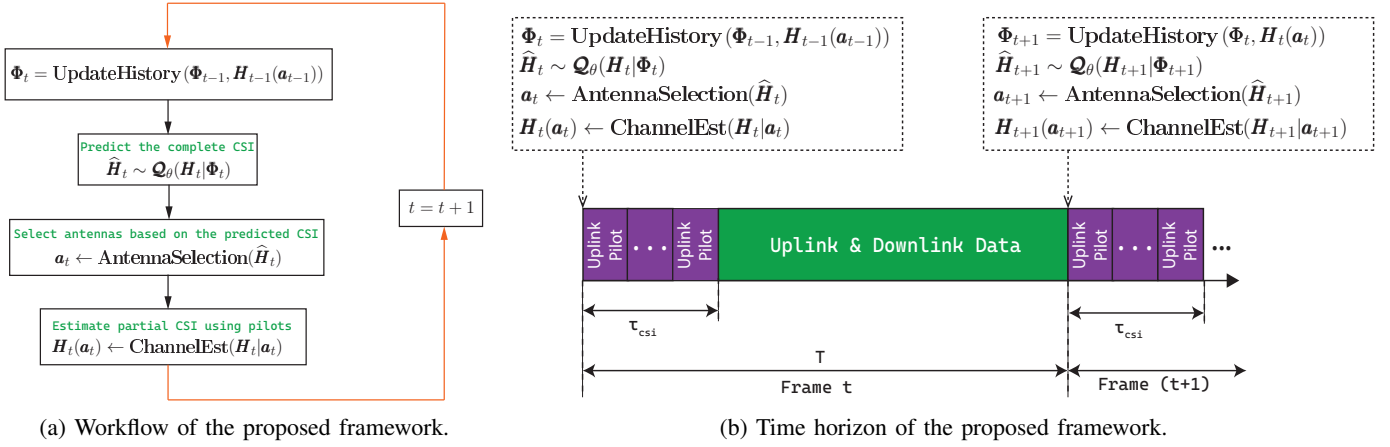 Φ_t = UpdateHistory(Φ_{t−1}, H_{t−1}(a_{t−1}))
Predict the complete CSI
Ĥ_t ∼ Q_θ(H_t|Φ_t)
Select antennas based on the predicted CSI
a_t ← AntennaSelection(Ĥ_t)
Estimate partial CSI using pilots
H_t(a_t) ← ChannelEst(H_t|a_t)
t = t + 1
(a) Workflow of the proposed framework.
Φ_t = UpdateHistory(Φ_{t−1}, H_{t−1}(a_{t−1}))
Ĥ_t ∼ Q_θ(H_t|Φ_t)
a_t ← AntennaSelection(Ĥ_t)
H_t(a_t) ← ChannelEst(H_t|a_t)
Φ_{t+1} = UpdateHistory(Φ_t, H_t(a_t))
Ĥ_{t+1} ∼ Q_θ(H_{t+1}|Φ_{t+1})
a_{t+1} ← AntennaSelection(Ĥ_{t+1})
H_{t+1}(a_{t+1}) ← ChannelEst(H_{t+1}|a_{t+1})
Uplink
Pilot
...
Uplink
Pilot
Uplink & Downlink Data
Uplink
Pilot
...
Uplink
Pilot
...
τ_csi
τ_csi
T
Frame t
Frame (t+1)
(b) Time horizon of the proposed framework.